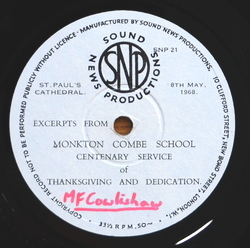 MANUFACTURED BY SOUND NEWS PRODUCTIONS, 10 CLIFFORD STREET, NEW BOND STREET, LONDON, W.1. COPYRIGHT RECORD NOT TO BE PERFORMED PUBLICLY WITHOUT LICENCE -
SOUND
NEWS PRODUCTIONS
SNP
SNP 21
ST. PAUL'S
CATHEDRAL.
8TH MAY,
1968.
EXCERPTS FROM
MONKTON COMBE SCHOOL
CENTENARY SERVICE
of
THANKSGIVING AND DEDICATION.
MFCowlishaw
33⅓ R.P.M. 50~